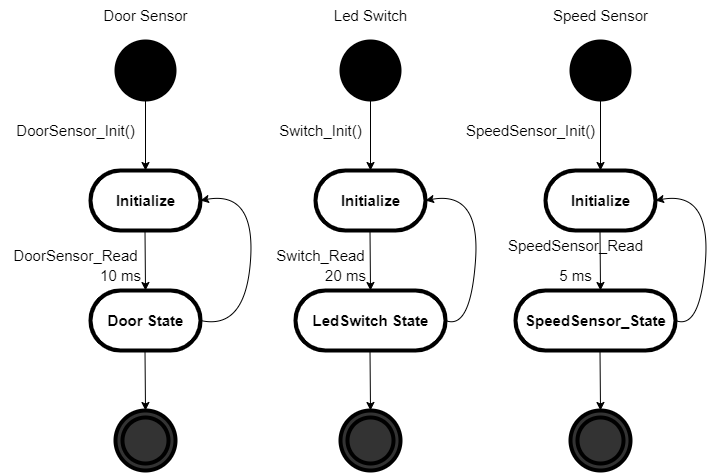 Door Sensor
Led Switch
Speed Sensor
DoorSensor_Init()
Switch_Init()
SpeedSensor_Init()
Initialize
Initialize
Initialize
DoorSensor_Read
10 ms
Switch_Read
20 ms
SpeedSensor_Read
5 ms
Door State
LedSwitch State
SpeedSensor_State